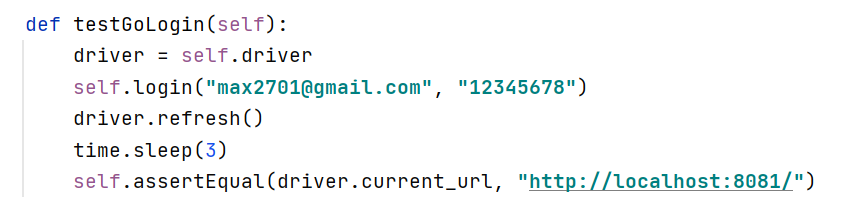 def testGoLogin(self):
    driver = self.driver
    self.login("max2701@gmail.com", "12345678")
    driver.refresh()
    time.sleep(3)
    self.assertEqual(driver.current_url, "http://localhost:8081/")